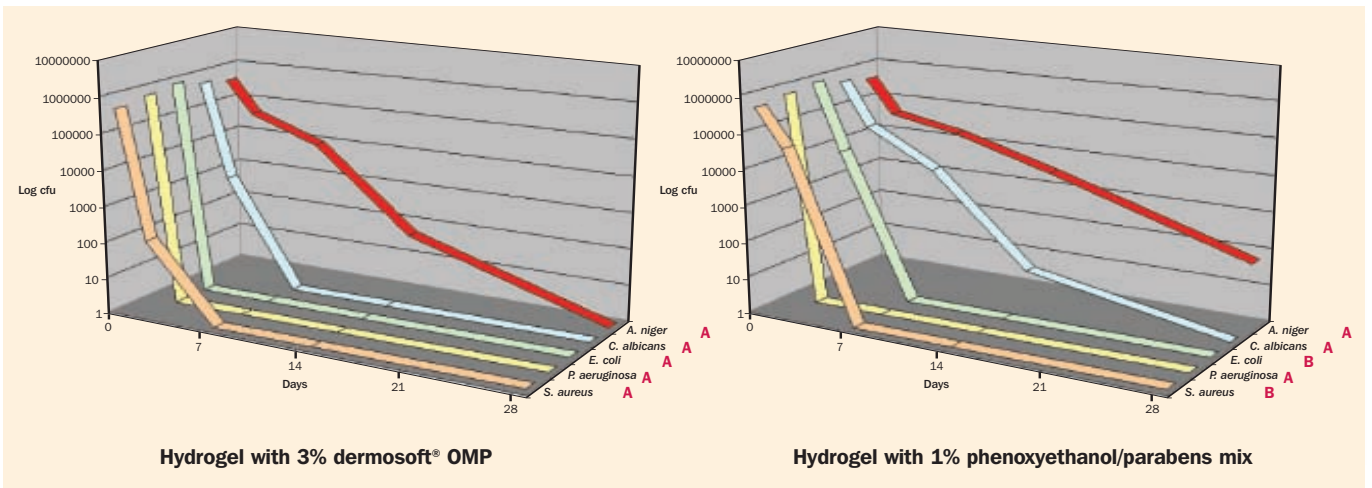 10000000
1000000
100000
10000
Log cfu
1000
100
10
1
0
7
14
21
28
Days
A. niger A
C. albicans A
E. coli A
P. aeruginosa A
S. aureus A
Hydrogel with 3% dermosoft® OMP
10000000
1000000
100000
10000
Log cfu
1000
100
10
1
0
7
14
21
28
Days
A. niger A
C. albicans A
E. coli B
P. aeruginosa A
S. aureus B
Hydrogel with 1% phenoxyethanol/parabens mix